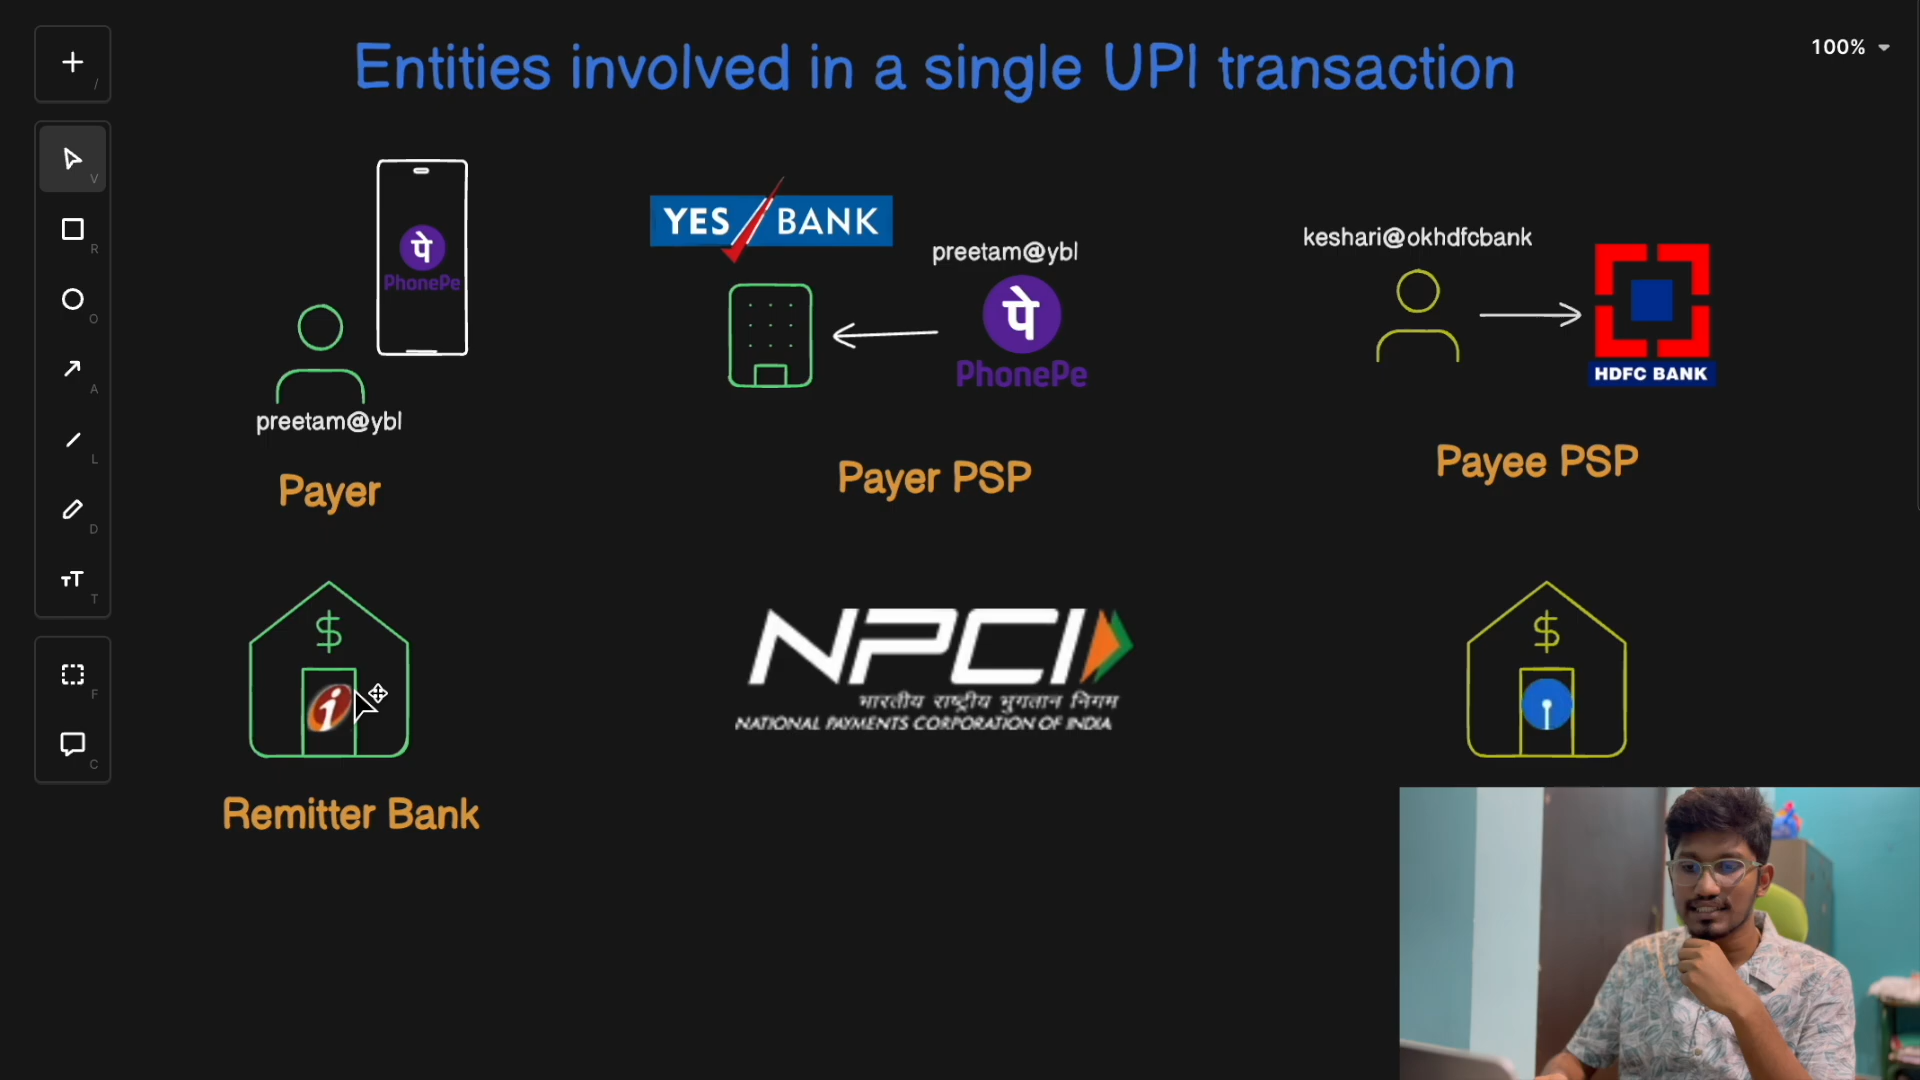 Entities involved in a single UPI transaction
100%
/
V
R
O
A
L
D
T
F
C
पे
PhonePe
preetam@ybl
Payer
YES BANK
preetam@ybl
पे
PhonePe
Payer PSP
keshari@okhdfcbank
HDFC BANK
Payee PSP
$
i
Remitter Bank
NPCI
भारतीय राष्ट्रीय भुगतान निगम
NATIONAL PAYMENTS CORPORATION OF INDIA
$